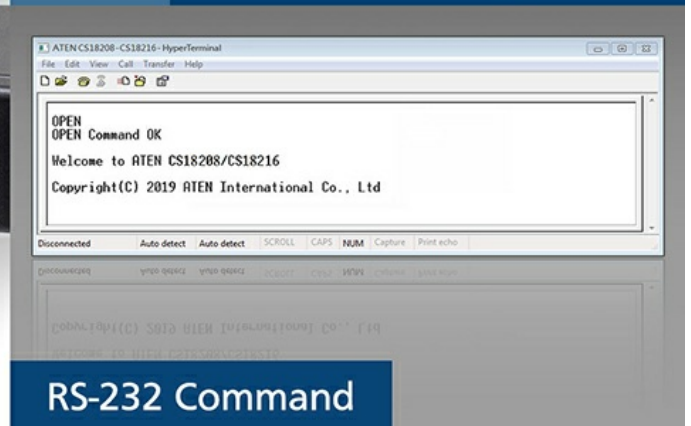 ATEN CS18208-CS18216-HyperTerminal
File Edit View Call Transfer Help
OPEN
OPEN Command OK
Welcome to ATEN CS18208/CS18216
Copyright(C) 2019 ATEN International Co., Ltd
Disconnected Auto detect Auto detect SCROLL CAPS NUM Capture Print echo
RS-232 Command